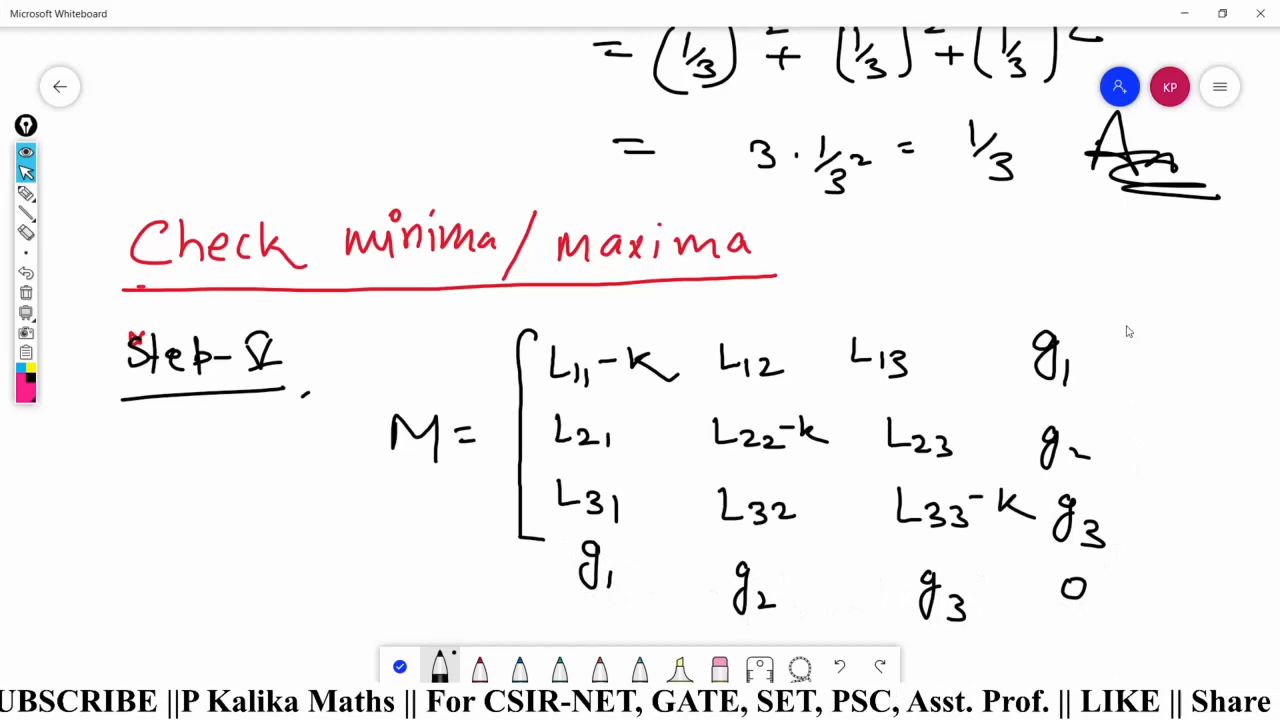 Microsoft Whiteboard
= (1/3)² + (1/3)² + (1/3)²
KP
= 3 · 1/3² = 1/3 Ans
Check minima/maxima
Step-V
M = [ L11-K L12 L13 g1
L21 L22-k L23 g2
L31 L32 L33-K g3
g1 g2 g3 0
UBSCRIBE ||P Kalika Maths || For CSIR-NET, GATE, SET, PSC, Asst. Prof. || LIKE || Share